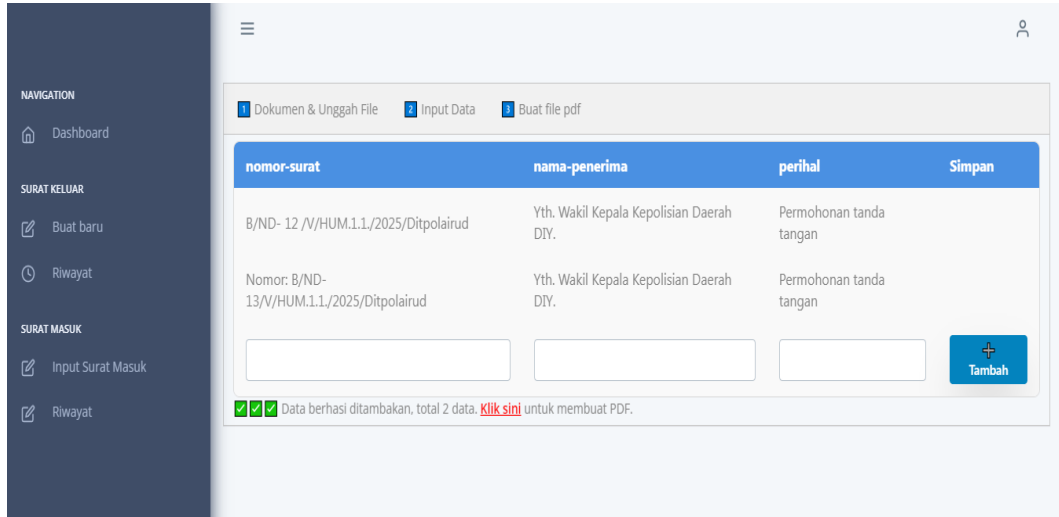 NAVIGATION
Dashboard
SURAT KELUAR
Buat baru
Riwayat
SURAT MASUK
Input Surat Masuk
Riwayat
1 Dokumen & Unggah File 2 Input Data 3 Buat file pdf
nomor-surat nama-penerima perihal Simpan
B/ND- 12 /V/HUM.1.1./2025/Ditpolairud
Yth. Wakil Kepala Kepolisian Daerah
DIY.
Permohonan tanda
tangan
Nomor: B/ND-
13/V/HUM.1.1./2025/Ditpolairud
Yth. Wakil Kepala Kepolisian Daerah
DIY.
Permohonan tanda
tangan
Tambah
Data berhasi ditambakan, total 2 data. Klik sini untuk membuat PDF.